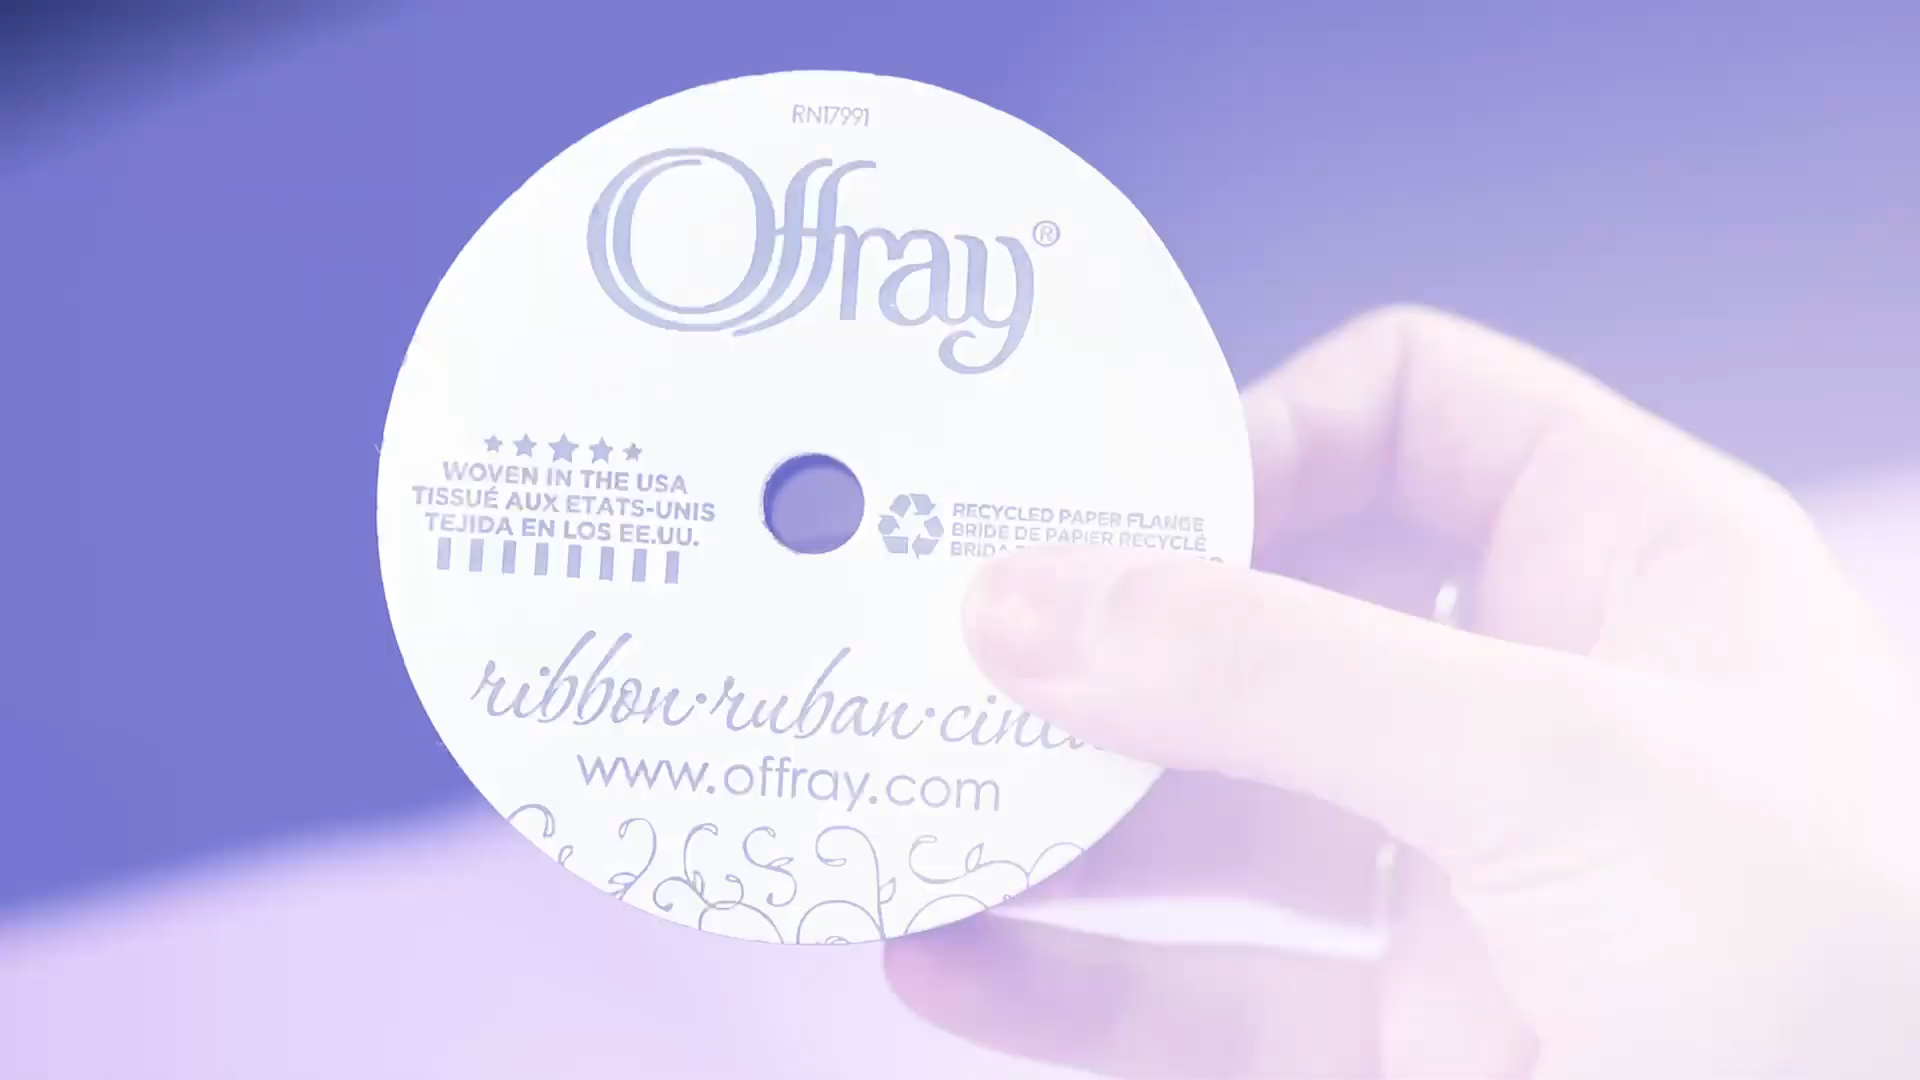 RN17991
Offray®
WOVEN IN THE USA
TISSUÉ AUX ETATS-UNIS
TEJIDA EN LOS EE.UU.
RECYCLED PAPER FLANGE
BRIDE DE PAPIER RECYCLÉ
BRIDA
ribbon·ruban·
www.offray.com